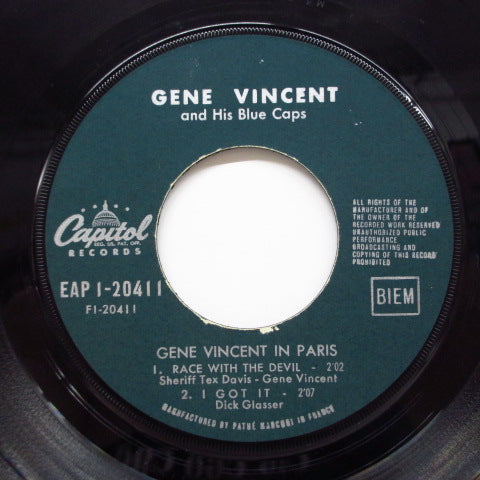 GENE VINCENT
and His Blue Caps
Capitol
REG. U.S. PAT. OFF.
RECORDS
EAP 1-20411
F1-20411
ALL RIGHTS OF THE
MANUFACTURER AND OF
THE OWNER OF THE
RECORDED WORK RESERVED
UNAUTHORIZED PUBLIC
PERFORMANCE
BROADCASTING AND
COPYING OF THIS RECORD
PROHIBITED
BIEM
GENE VINCENT IN PARIS
1. RACE WITH THE DEVIL - 2'02
Sheriff Tex Davis - Gene Vincent
2. I GOT IT - 2'07
Dick Glasser
MANUFACTURED BY PATHÉ MARCONI IN FRANCE